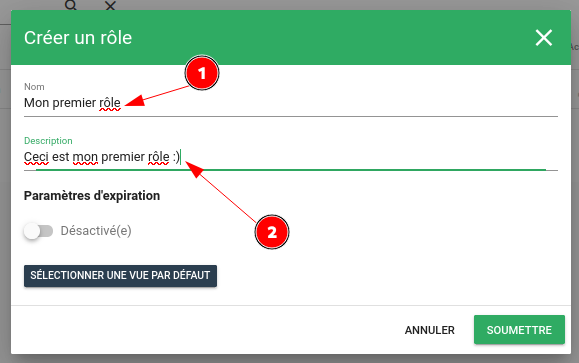 Créer un rôle
1
Nom
Mon premier rôle
Description
Ceci est mon premier rôle :)
2
Paramètres d'expiration
Désactivé(e)
SÉLECTIONNER UNE VUE PAR DÉFAUT
ANNULER
SOUMETTRE